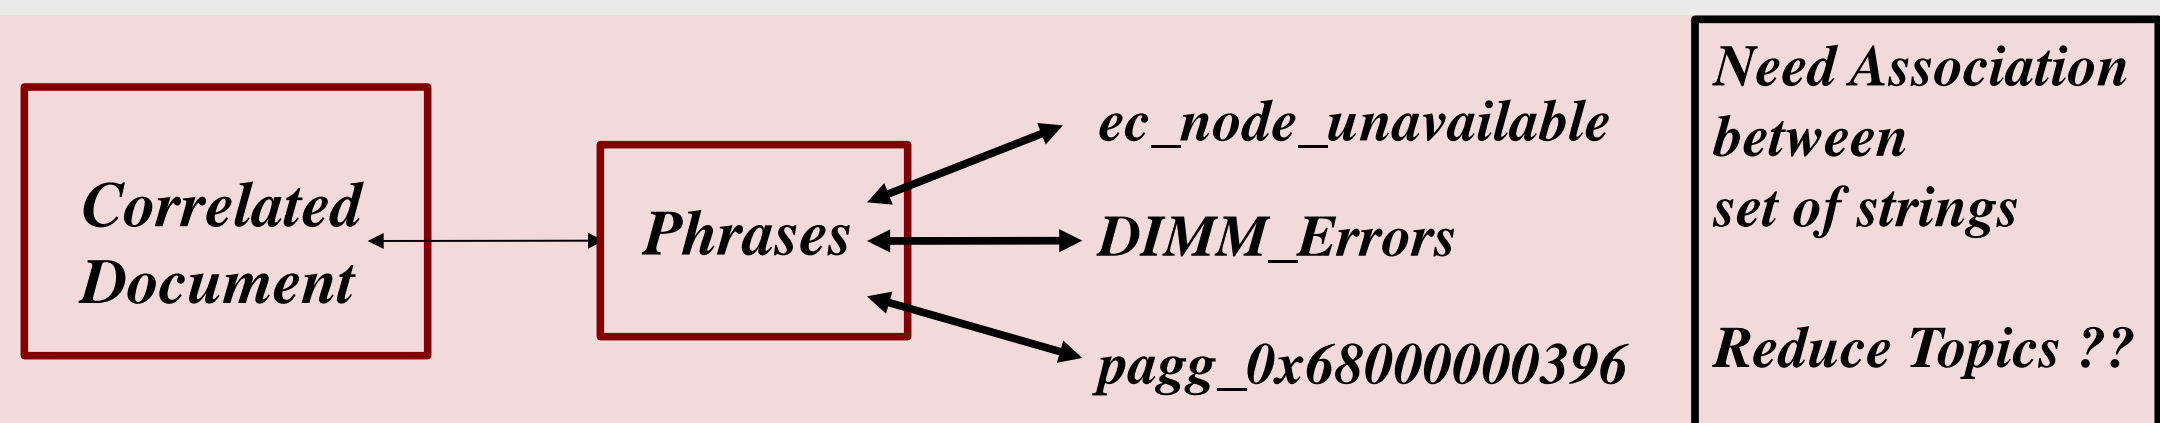 Correlated
Document
Phrases
ec_node_unavailable
DIMM_Errors
pagg_0x68000000396
Need Association
between
set of strings
Reduce Topics ??